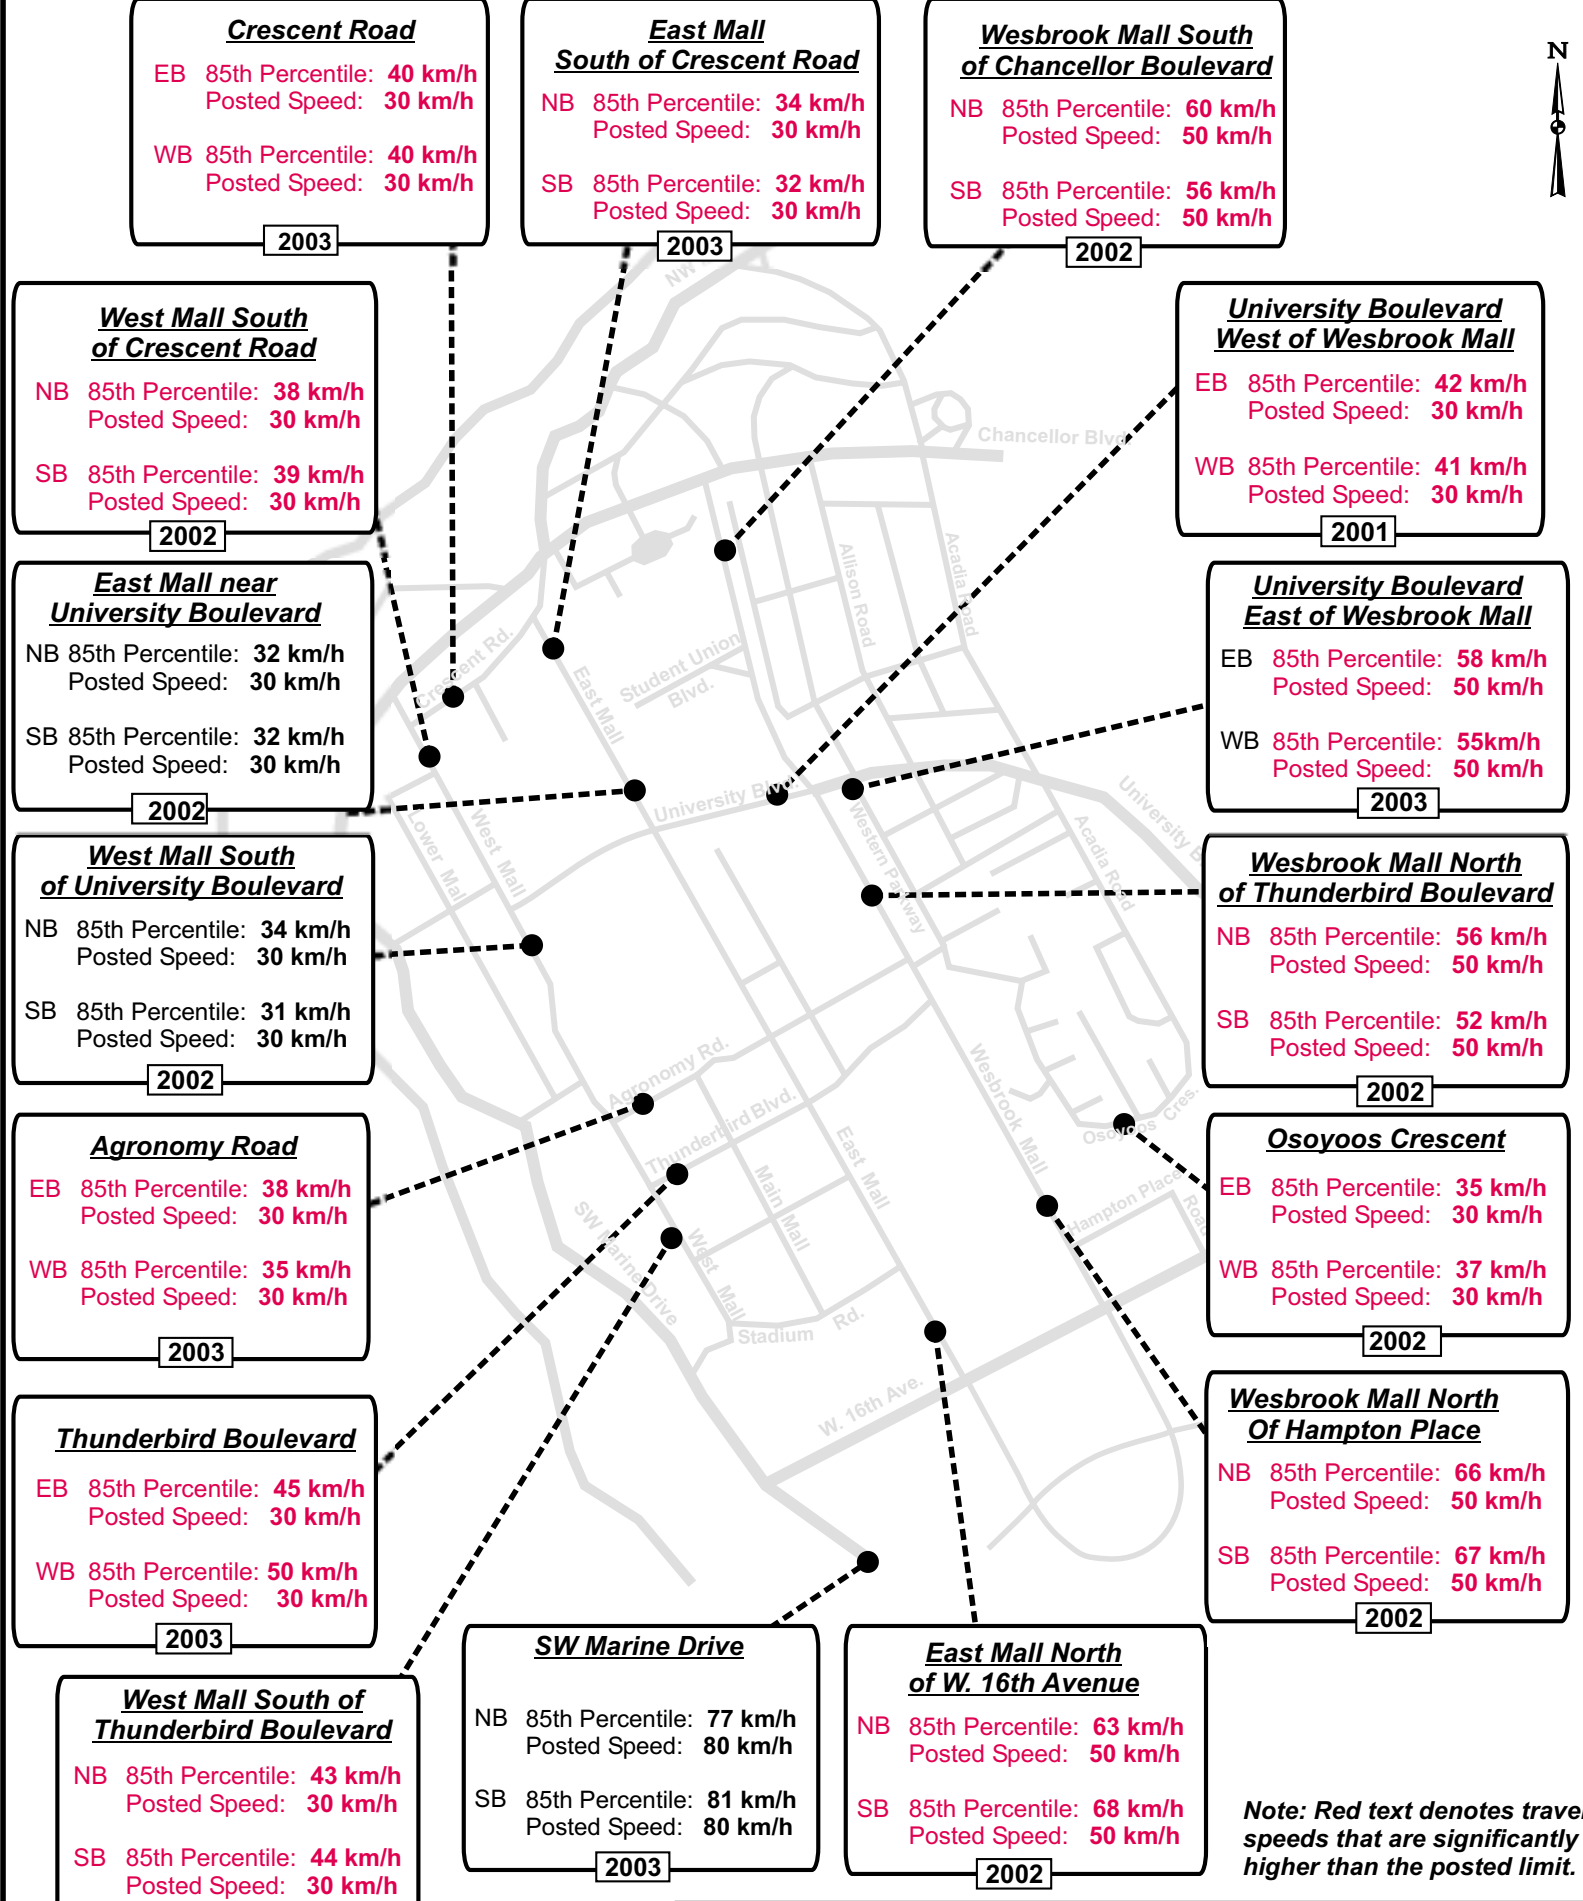 Crescent Road
EB 85th Percentile: 40 km/h
Posted Speed: 30 km/h
WB 85th Percentile: 40 km/h
Posted Speed: 30 km/h
2003
East Mall
South of Crescent Road
NB 85th Percentile: 34 km/h
Posted Speed: 30 km/h
SB 85th Percentile: 32 km/h
Posted Speed: 30 km/h
2003
Wesbrook Mall South
of Chancellor Boulevard
NB 85th Percentile: 60 km/h
Posted Speed: 50 km/h
SB 85th Percentile: 56 km/h
Posted Speed: 50 km/h
2002
N
West Mall South
of Crescent Road
NB 85th Percentile: 38 km/h
Posted Speed: 30 km/h
SB 85th Percentile: 39 km/h
Posted Speed: 30 km/h
2002
University Boulevard
West of Wesbrook Mall
EB 85th Percentile: 42 km/h
Posted Speed: 30 km/h
WB 85th Percentile: 41 km/h
Posted Speed: 30 km/h
2001
East Mall near
University Boulevard
NB 85th Percentile: 32 km/h
Posted Speed: 30 km/h
SB 85th Percentile: 32 km/h
Posted Speed: 30 km/h
2002
University Boulevard
East of Wesbrook Mall
EB 85th Percentile: 58 km/h
Posted Speed: 50 km/h
WB 85th Percentile: 55km/h
Posted Speed: 50 km/h
2003
West Mall South
of University Boulevard
NB 85th Percentile: 34 km/h
Posted Speed: 30 km/h
SB 85th Percentile: 31 km/h
Posted Speed: 30 km/h
2002
Wesbrook Mall North
of Thunderbird Boulevard
NB 85th Percentile: 56 km/h
Posted Speed: 50 km/h
SB 85th Percentile: 52 km/h
Posted Speed: 50 km/h
2002
Agronomy Road
EB 85th Percentile: 38 km/h
Posted Speed: 30 km/h
WB 85th Percentile: 35 km/h
Posted Speed: 30 km/h
2003
Osoyoos Crescent
EB 85th Percentile: 35 km/h
Posted Speed: 30 km/h
WB 85th Percentile: 37 km/h
Posted Speed: 30 km/h
2002
Thunderbird Boulevard
EB 85th Percentile: 45 km/h
Posted Speed: 30 km/h
WB 85th Percentile: 50 km/h
Posted Speed: 30 km/h
2003
Wesbrook Mall North
Of Hampton Place
NB 85th Percentile: 66 km/h
Posted Speed: 50 km/h
SB 85th Percentile: 67 km/h
Posted Speed: 50 km/h
2002
West Mall South of
Thunderbird Boulevard
NB 85th Percentile: 43 km/h
Posted Speed: 30 km/h
SB 85th Percentile: 44 km/h
Posted Speed: 30 km/h
SW Marine Drive
NB 85th Percentile: 77 km/h
Posted Speed: 80 km/h
SB 85th Percentile: 81 km/h
Posted Speed: 80 km/h
2003
East Mall North
of W. 16th Avenue
NB 85th Percentile: 63 km/h
Posted Speed: 50 km/h
SB 85th Percentile: 68 km/h
Posted Speed: 50 km/h
2002
Note: Red text denotes travel
speeds that are significantly
higher than the posted limit.
NW
Chancellor Blvd.
Allison Road
Acadia Road
Crescent Rd.
East Mall
Student Union
Blvd.
University Blvd.
University B
Lower Mall
West Mall
Western Parkway
Acadia Road
Agronomy Rd.
Thunderbird Blvd.
Wesbrook Mall
Osoyoos Cres.
Hampton Place
Road
East Mall
Main Mall
West Mall
SW Marine Drive
Stadium Rd.
W. 16th Ave.